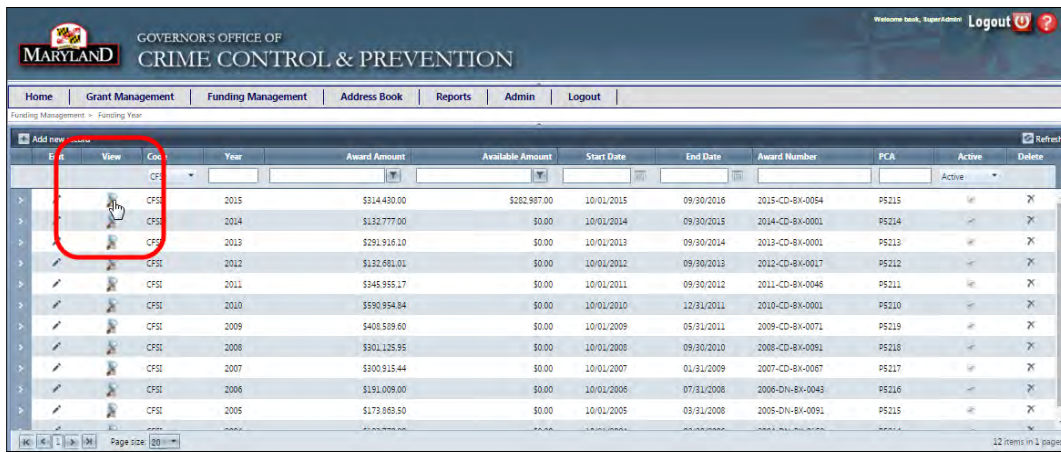 Welcome back, SuperAdmin! Logout
GOVERNOR'S OFFICE OF
MARYLAND CRIME CONTROL & PREVENTION
Home Grant Management Funding Management Address Book Reports Admin Logout
Funding Management > Funding Year
Add new record Refresh
Edit View Code Year Award Amount Available Amount Start Date End Date Award Number PCA Active Delete
CFSI Active
CFSI 2015 $314,430.00 $282,987.00 10/01/2015 09/30/2016 2015-CD-BX-0054 P5215
CFSI 2014 $132,777.00 $0.00 10/01/2014 09/30/2015 2014-CD-BX-0001 P5214
CFSI 2013 $291,916.10 $0.00 10/01/2013 09/30/2014 2013-CD-BX-0001 P5213
CFSI 2012 $132,681.01 $0.00 10/01/2012 09/30/2013 2012-CD-BX-0017 P5212
CFSI 2011 $345,955.17 $0.00 10/01/2011 09/30/2012 2011-CD-BX-0046 P5211
CFSI 2010 $590,954.84 $0.00 10/01/2010 12/31/2011 2010-CD-BX-0001 P5210
CFSI 2009 $408,589.60 $0.00 10/01/2009 05/31/2011 2009-CD-BX-0071 P5219
CFSI 2008 $301,125.95 $0.00 10/01/2008 09/30/2010 2008-CD-BX-0091 P5218
CFSI 2007 $300,915.44 $0.00 10/01/2007 01/31/2009 2007-CD-BX-0067 P5217
CFSI 2006 $191,009.00 $0.00 10/01/2006 07/31/2008 2006-DN-BX-0043 P5216
CFSI 2005 $173,863.50 $0.00 10/01/2005 03/31/2008 2005-DN-BX-0091 P5215
1 Page size: 20 12 items in 1 pages